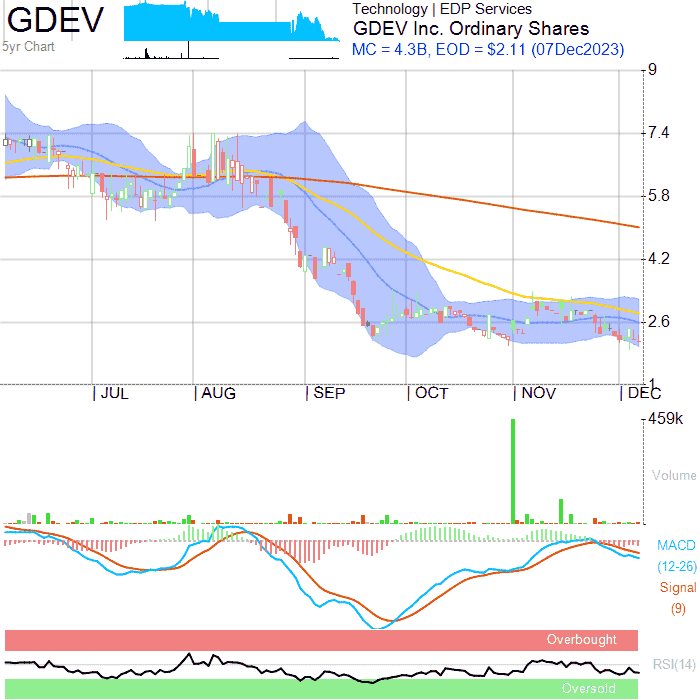 GDEV
5yr Chart
Technology | EDP Services
GDEV Inc. Ordinary Shares
MC = 4.3B, EOD = $2.11 (07Dec2023)
9
7.4
5.8
4.2
2.6
1
JUL AUG SEP OCT NOV DEC
459k
Volume
MACD
(12-26)
Signal
(9)
Overbought
RSI(14)
Oversold